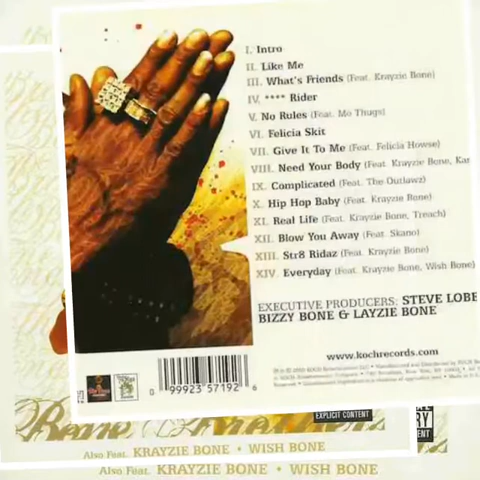 I. Intro
II. Like Me
III. What's Friends (Feat. Krayzie Bone)
IV. **** Rider
V. No Rules (Feat. Mo Thugs)
VI. Felicia Skit
VII. Give It To Me (Feat. Felicia Howse)
VIII. Need Your Body (Feat. Krayzie Bone, Kar
IX. Complicated (Feat. The Outlawz)
X. Hip Hop Baby (Feat. Krayzie Bone)
XI. Real Life (Feat. Krayzie Bone, Treach)
XII. Blow You Away (Feat. Skano)
XIII. Str8 Ridaz (Feat. Krayzie Bone)
XIV. Everyday (Feat. Krayzie Bone, Wish Bone)
EXECUTIVE PRODUCERS: STEVE LOBE
BIZZY BONE & LAYZIE BONE
www.kochrecords.com
0 99923 57192 6
EXPLICIT CONTENT
Bone Brothers
Also Feat. KRAYZIE BONE • WISH BONE
Also Feat. KRAYZIE BONE • WISH BONE